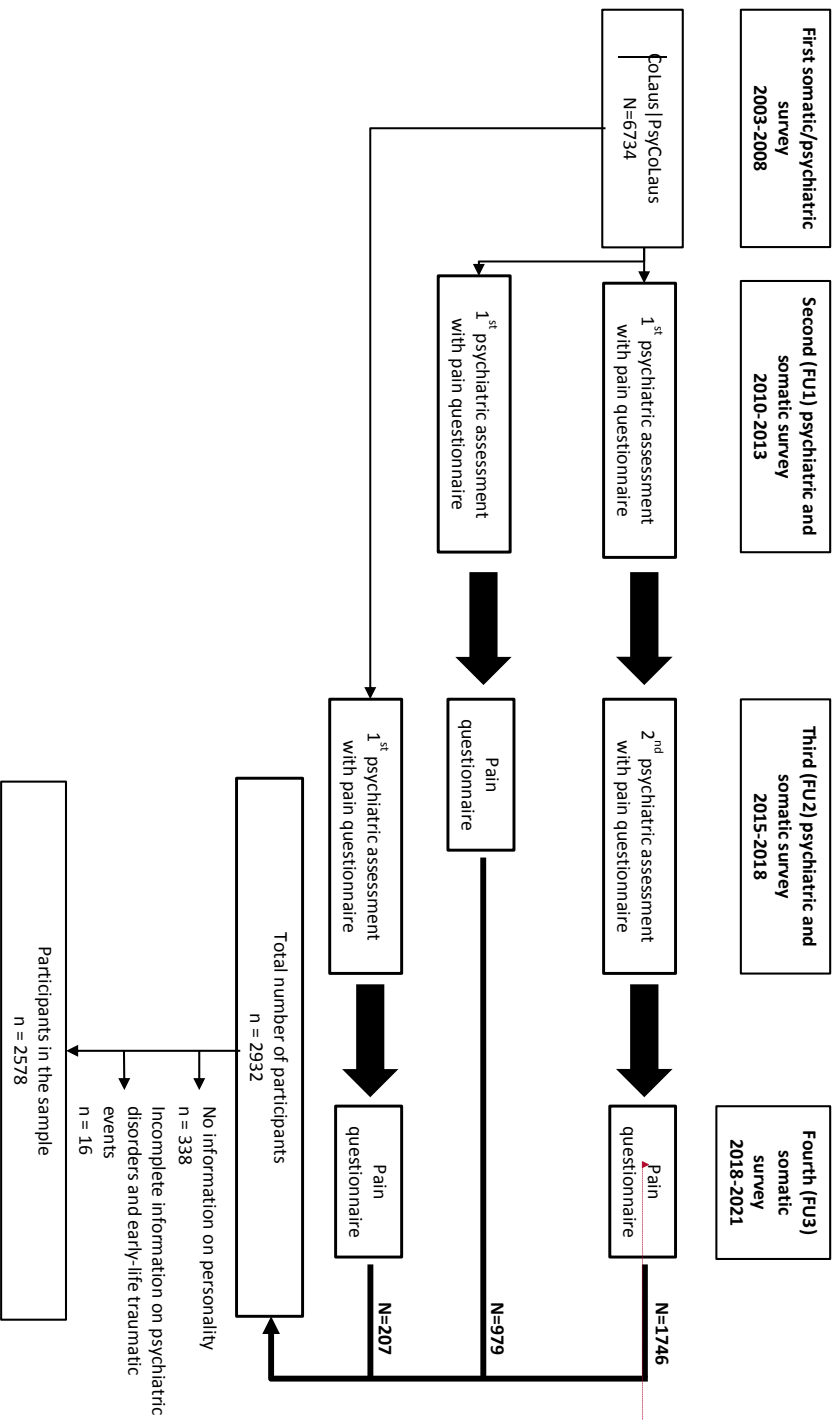 First somatic/psychiatric
survey
2003-2008
Second (FU1) psychiatric and
somatic survey
2010-2013
Third (FU2) psychiatric and
somatic survey
2015-2018
Fourth (FU3)
somatic
survey
2018-2021
CoLaus|PsyCoLaus
N=6734
1st psychiatric assessment
with pain questionnaire
2nd psychiatric assessment
with pain questionnaire
Pain
questionnaire
N=1746
1st psychiatric assessment
with pain questionnaire
Pain
questionnaire
N=979
1st psychiatric assessment
with pain questionnaire
Pain
questionnaire
N=207
Total number of participants
n = 2932
No information on personality
n = 338
Incomplete information on psychiatric
disorders and early-life traumatic
events
n = 16
Participants in the sample
n = 2578